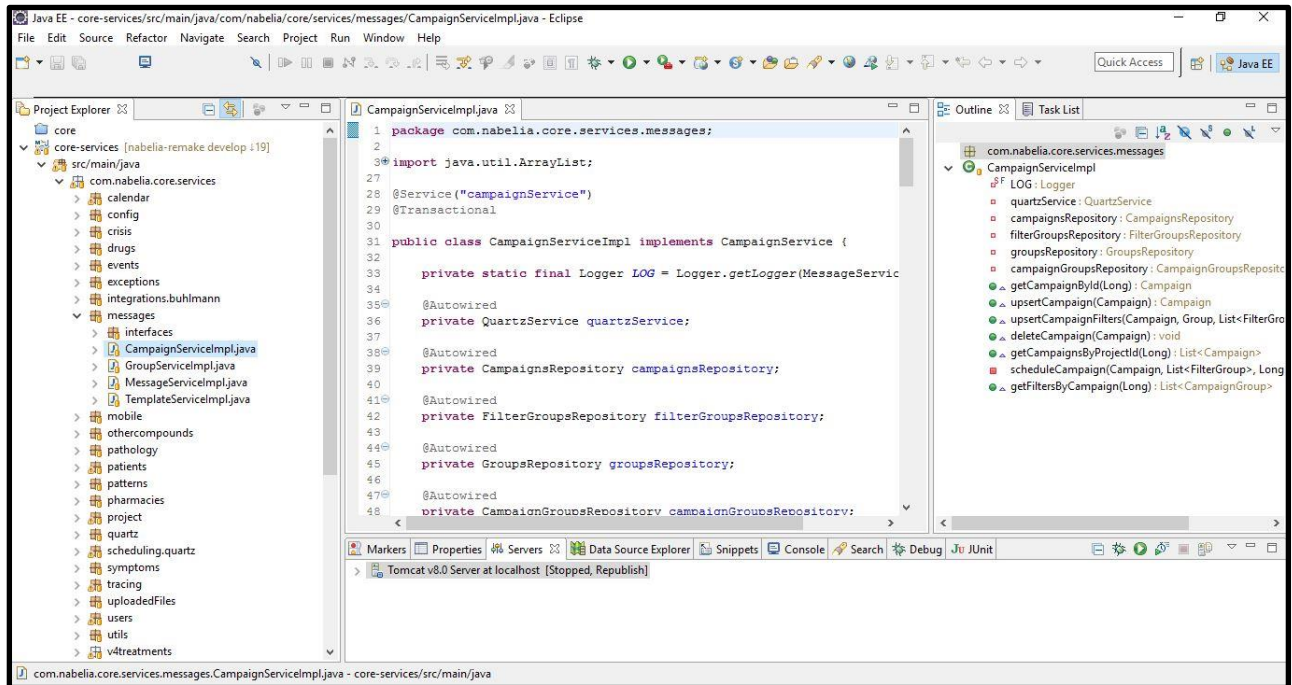 Java EE - core-services/src/main/java/com/nabelia/core/services/messages/CampaignServiceImpl.java - Eclipse
File Edit Source Refactor Navigate Search Project Run Window Help
Quick Access
Java EE
Project Explorer
core
core-services [nabelia-remake develop ↓19]
src/main/java
com.nabelia.core.services
calendar
config
crisis
drugs
events
exceptions
integrations.buhlmann
messages
interfaces
CampaignServiceImpl.java
GroupServiceImpl.java
MessageServiceImpl.java
TemplateServiceImpl.java
mobile
othercompounds
pathology
patients
patterns
pharmacies
project
quartz
scheduling.quartz
symptoms
tracing
uploadedFiles
users
utils
v4treatments
CampaignServiceImpl.java
1 package com.nabelia.core.services.messages;
2
3 import java.util.ArrayList;
27
28 @Service("campaignService")
29 @Transactional
30
31 public class CampaignServiceImpl implements CampaignService {
32
33 private static final Logger LOG = Logger.getLogger(MessageServic
34
35 @Autowired
36 private QuartzService quartzService;
37
38 @Autowired
39 private CampaignsRepository campaignsRepository;
40
41 @Autowired
42 private FilterGroupsRepository filterGroupsRepository;
43
44 @Autowired
45 private GroupsRepository groupsRepository;
46
47 @Autowired
48 private CampaignGroupsRepository campaignGroupsRepository;
Outline Task List
com.nabelia.core.services.messages
CampaignServiceImpl
LOG : Logger
quartzService : QuartzService
campaignsRepository : CampaignsRepository
filterGroupsRepository : FilterGroupsRepository
groupsRepository : GroupsRepository
campaignGroupsRepository : CampaignGroupsReposito
getCampaignById(Long) : Campaign
upsertCampaign(Campaign) : Campaign
upsertCampaignFilters(Campaign, Group, List<FilterGro
deleteCampaign(Campaign) : void
getCampaignsByProjectId(Long) : List<Campaign>
scheduleCampaign(Campaign, List<FilterGroup>, Long
getFiltersByCampaign(Long) : List<CampaignGroup>
Markers Properties Servers Data Source Explorer Snippets Console Search Debug JUnit
Tomcat v8.0 Server at localhost [Stopped, Republish]
com.nabelia.core.services.messages.CampaignServiceImpl.java - core-services/src/main/java